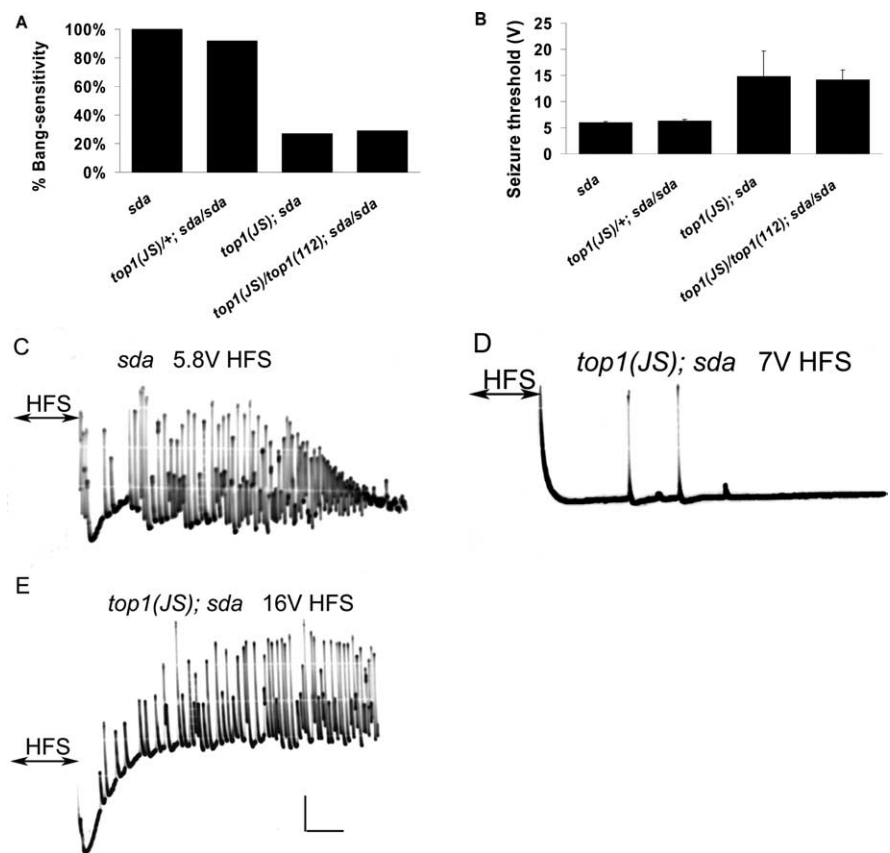 A
% Bang-sensitivity
100%
80%
60%
40%
20%
0%
sda
top1(JS)/+; sda/sda
top1(JS); sda
top1(JS)/top1(112); sda/sda
B
Seizure threshold (V)
25
20
15
10
5
0
sda
top1(JS)/+; sda/sda
top1(JS); sda
top1(JS)/top1(112); sda/sda
C
sda 5.8V HFS
HFS
D
top1(JS); sda 7V HFS
HFS
E
top1(JS); sda 16V HFS
HFS